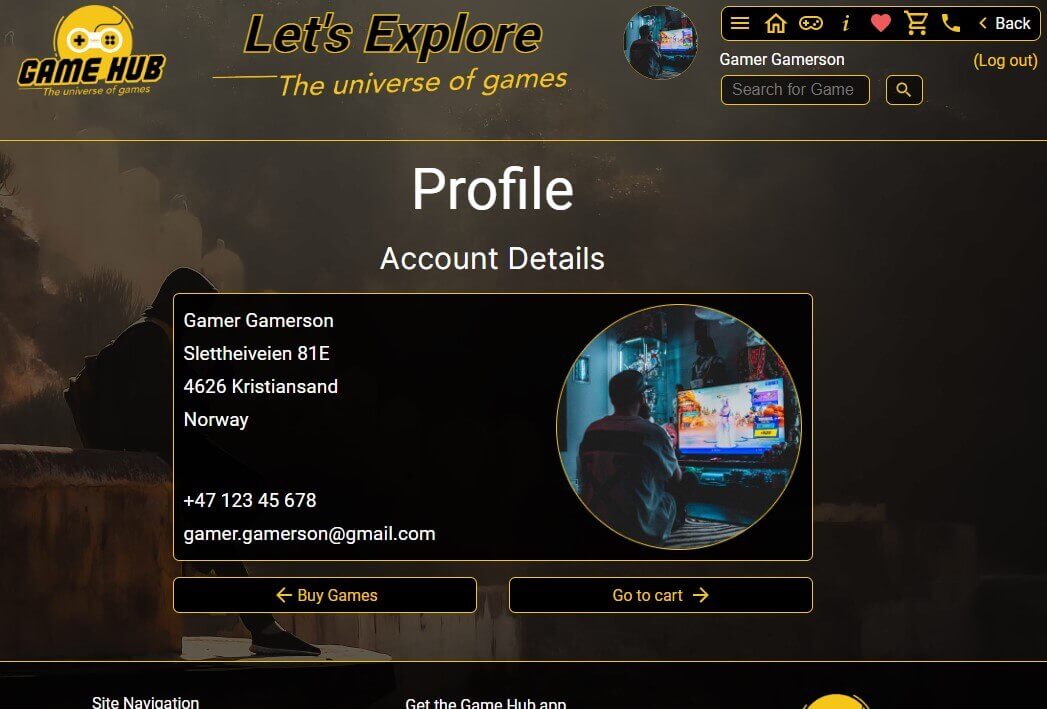 GAME HUB
The universe of games
Let's Explore
The universe of games
i
Back
Gamer Gamerson
(Log out)
Search for Game
Profile
Account Details
Gamer Gamerson
Slettheiveien 81E
4626 Kristiansand
Norway
+47 123 45 678
gamer.gamerson@gmail.com
Buy Games
Go to cart
Site Navigation
Get the Game Hub app